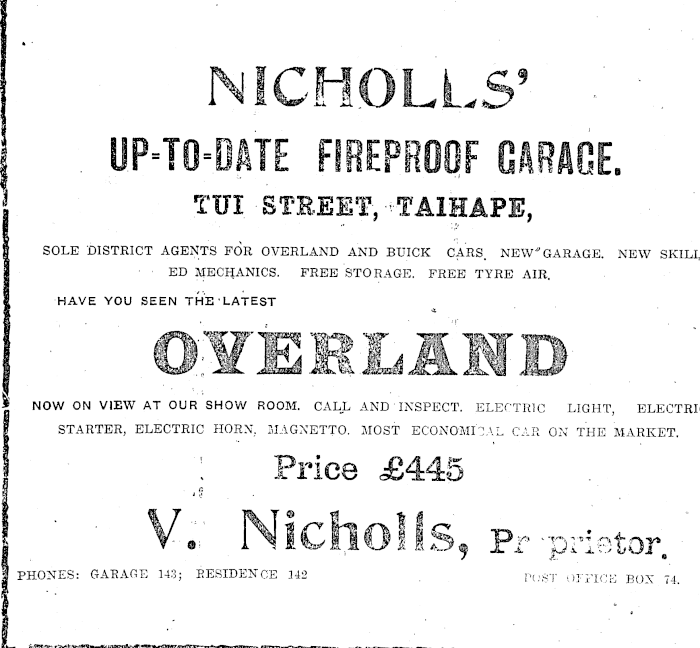 NICHOLLS'
UP=TO=DATE FIREPROOF GARAGE.
TUI STREET, TAIHAPE,
SOLE DISTRICT AGENTS FOR OVERLAND AND BUICK CARS. NEW GARAGE. NEW SKILL
ED MECHANICS. FREE STORAGE. FREE TYRE AIR.
HAVE YOU SEEN THE LATEST
OVERLAND
NOW ON VIEW AT OUR SHOW ROOM. CALL AND INSPECT. ELECTRIC LIGHT, ELECTRI
STARTER, ELECTRIC HORN, MAGNETTO. MOST ECONOMICAL CAR ON THE MARKET.
Price £445
V. Nicholls, Proprietor.
PHONES: GARAGE 143; RESIDENCE 142 POST OFFICE BOX 74.